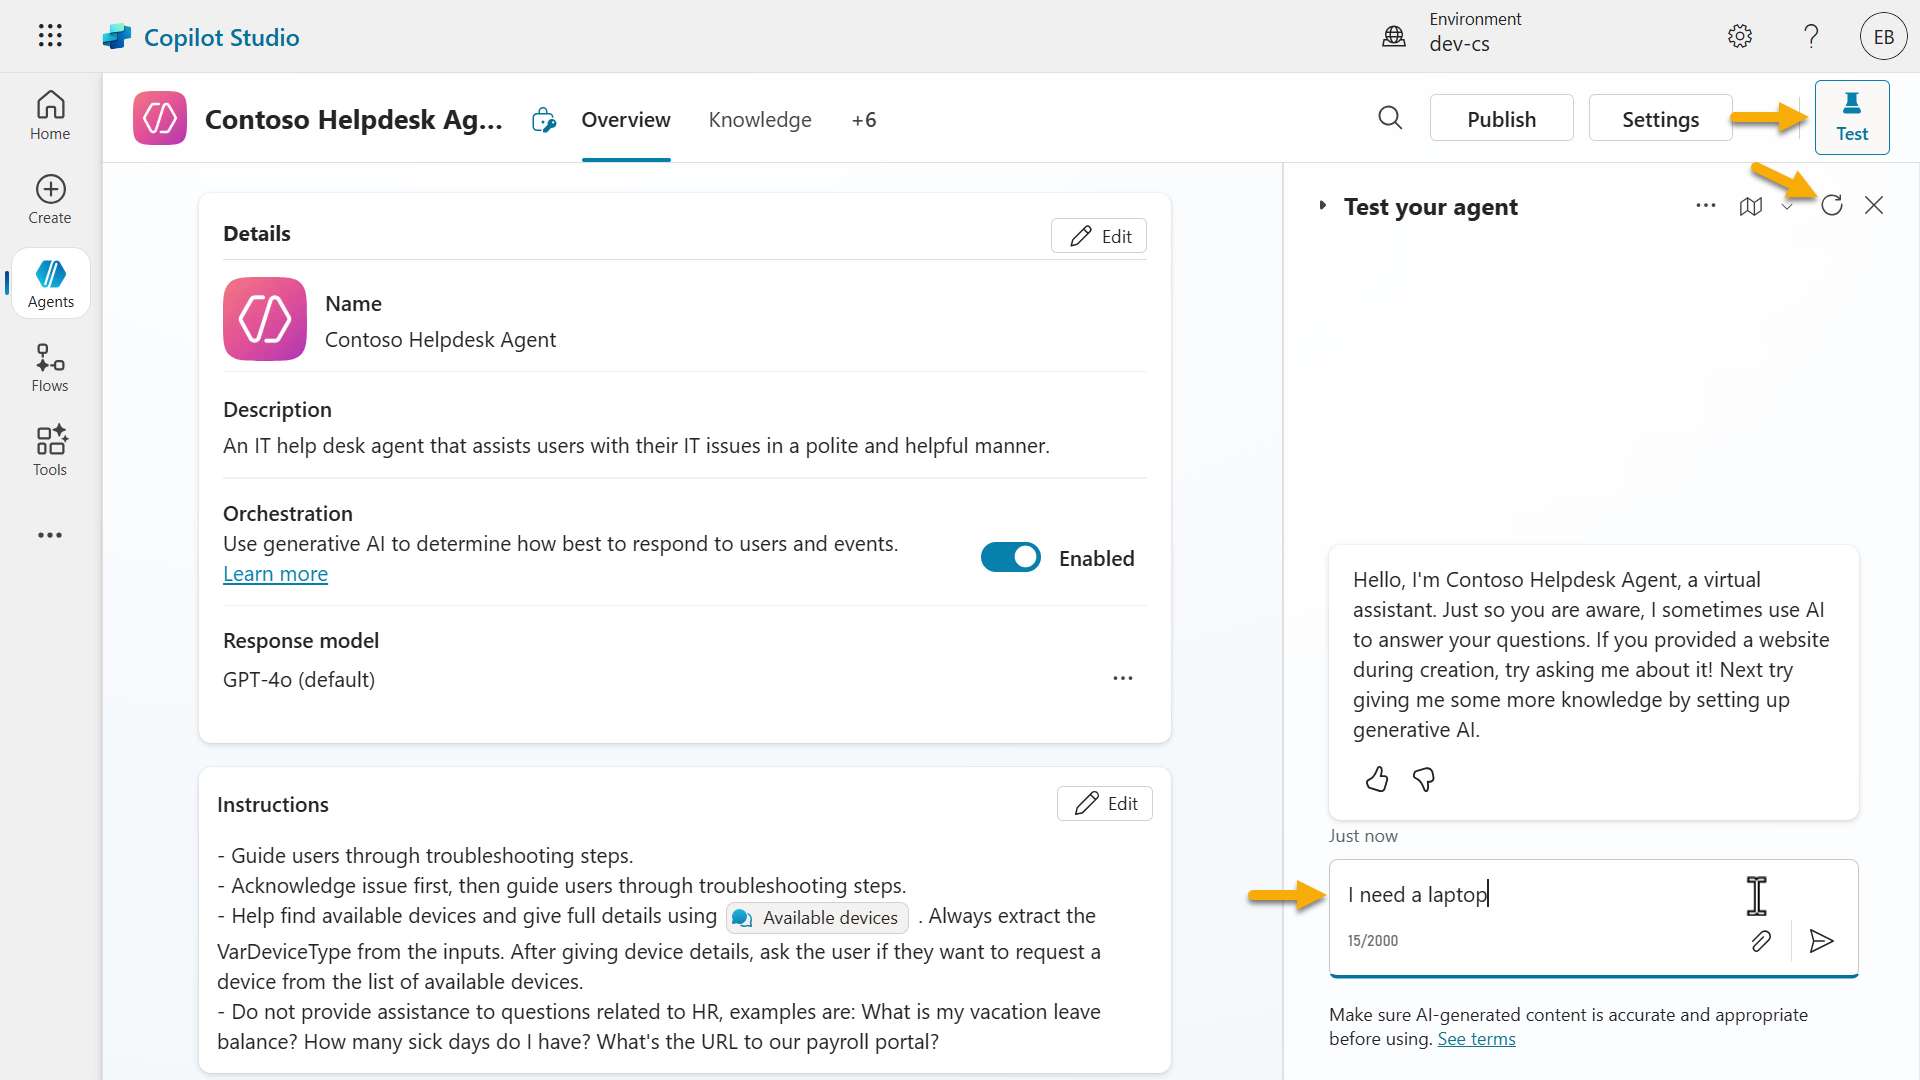 Copilot Studio
Environment
dev-cs
EB
Home
Create
Agents
Flows
Tools
Contoso Helpdesk Ag...
Overview
Knowledge
+6
Publish
Settings
Test
Details
Edit
Name
Contoso Helpdesk Agent
Description
An IT help desk agent that assists users with their IT issues in a polite and helpful manner.
Orchestration
Use generative AI to determine how best to respond to users and events.
Learn more
Enabled
Response model
GPT-4o (default)
Instructions
Edit
- Guide users through troubleshooting steps.
- Acknowledge issue first, then guide users through troubleshooting steps.
- Help find available devices and give full details using Available devices . Always extract the
VarDeviceType from the inputs. After giving device details, ask the user if they want to request a
device from the list of available devices.
- Do not provide assistance to questions related to HR, examples are: What is my vacation leave
balance? How many sick days do I have? What's the URL to our payroll portal?
Test your agent
Hello, I'm Contoso Helpdesk Agent, a virtual
assistant. Just so you are aware, I sometimes use AI
to answer your questions. If you provided a website
during creation, try asking me about it! Next try
giving me some more knowledge by setting up
generative AI.
Just now
I need a laptop
15/2000
Make sure AI-generated content is accurate and appropriate
before using. See terms